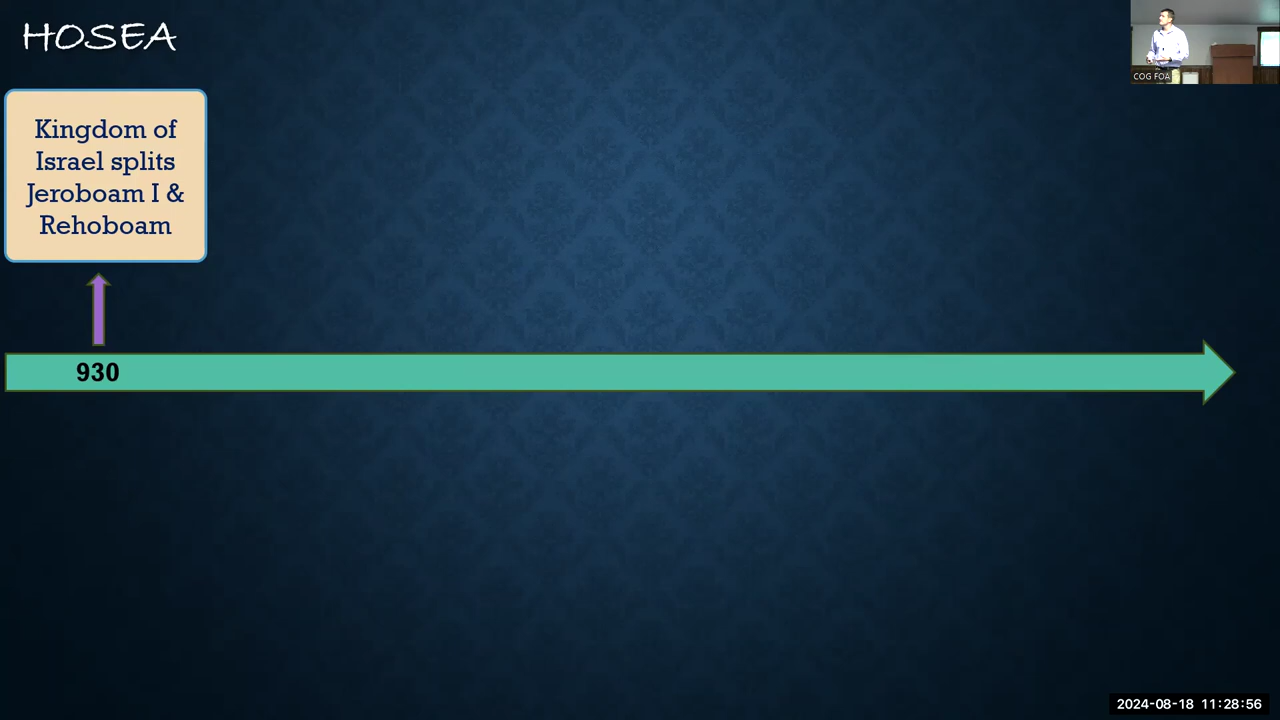 HOSEA
COG FOA
Kingdom of
Israel splits
Jeroboam I &
Rehoboam
930
2024-08-18 11:28:56